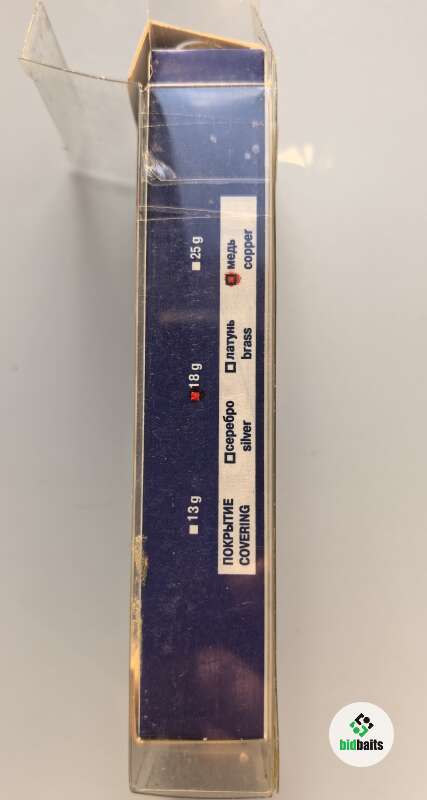 13 g 18 g 25 g
ПОКРЫТИЕ серебро латунь медь
COVERING silver brass copper
bidbaits